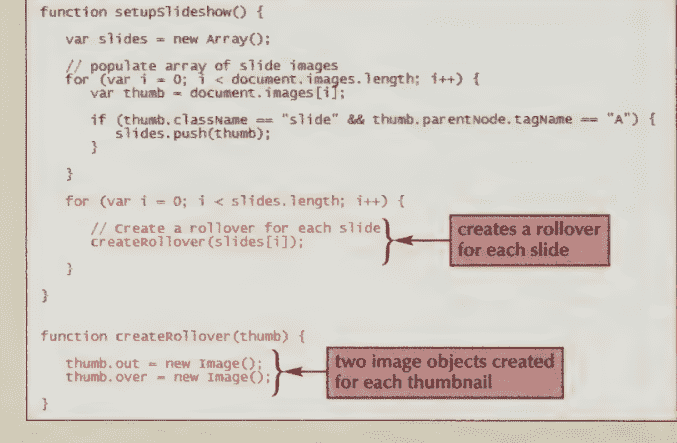 function setupSlideshow() {
var slides = new Array();
// populate array of slide images
for (var i = 0; i < document.images.length; i++) {
var thumb = document.images[i];
if (thumb.className == "slide" && thumb.parentNode.tagName == "A") {
slides.push(thumb);
}
}
for (var i = 0; i < slides.length; i++) {
// Create a rollover for each slide
createRollover(slides[i]);
}
creates a rollover
for each slide
}
function createRollover(thumb) {
thumb.out = new Image();
thumb.over = new Image();
two image objects created
for each thumbnail
}